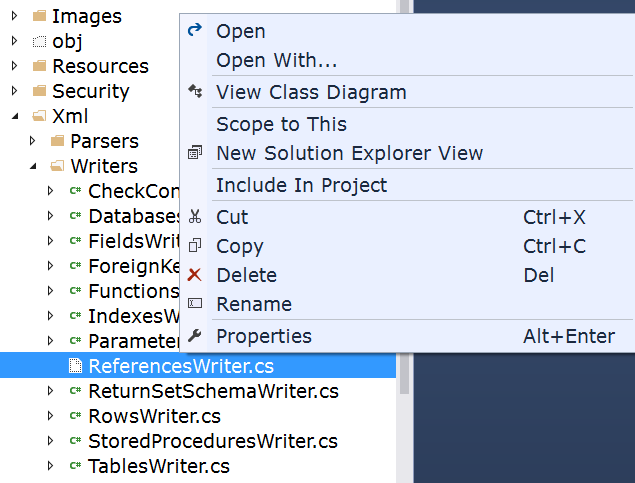 Images
obj
Resources
Security
Xml
Parsers
Writers
CheckCon
Databases
FieldsWrit
ForeignKe
Functions
IndexesW
Parameter
ReferencesWriter.cs
ReturnSetSchemaWriter.cs
RowsWriter.cs
StoredProceduresWriter.cs
TablesWriter.cs
Open
Open With...
View Class Diagram
Scope to This
New Solution Explorer View
Include In Project
Cut Ctrl+X
Copy Ctrl+C
Delete Del
Rename
Properties Alt+Enter